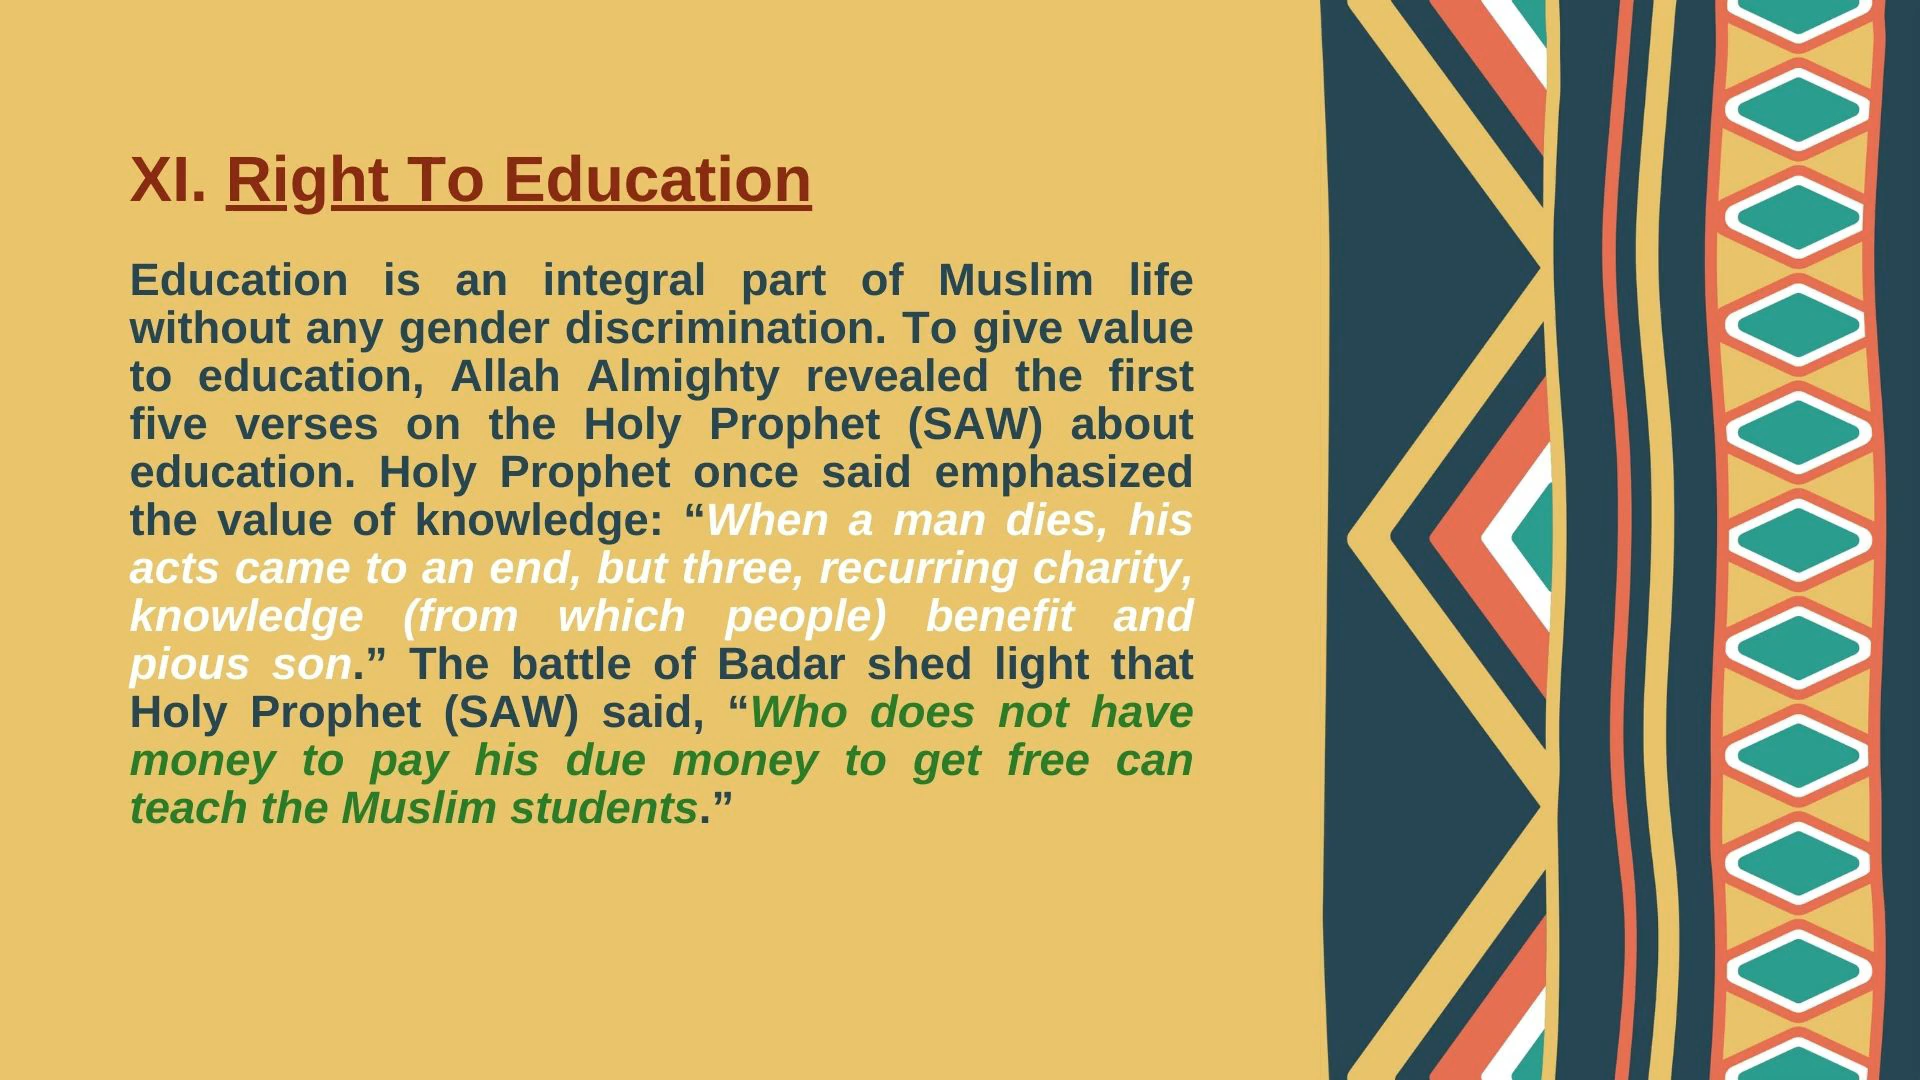 XI. Right To Education
Education is an integral part of Muslim life
without any gender discrimination. To give value
to education, Allah Almighty revealed the first
five verses on the Holy Prophet (SAW) about
education. Holy Prophet once said emphasized
the value of knowledge: “When a man dies, his
acts came to an end, but three, recurring charity,
knowledge (from which people) benefit and
pious son.” The battle of Badar shed light that
Holy Prophet (SAW) said, “Who does not have
money to pay his due money to get free can
teach the Muslim students.”